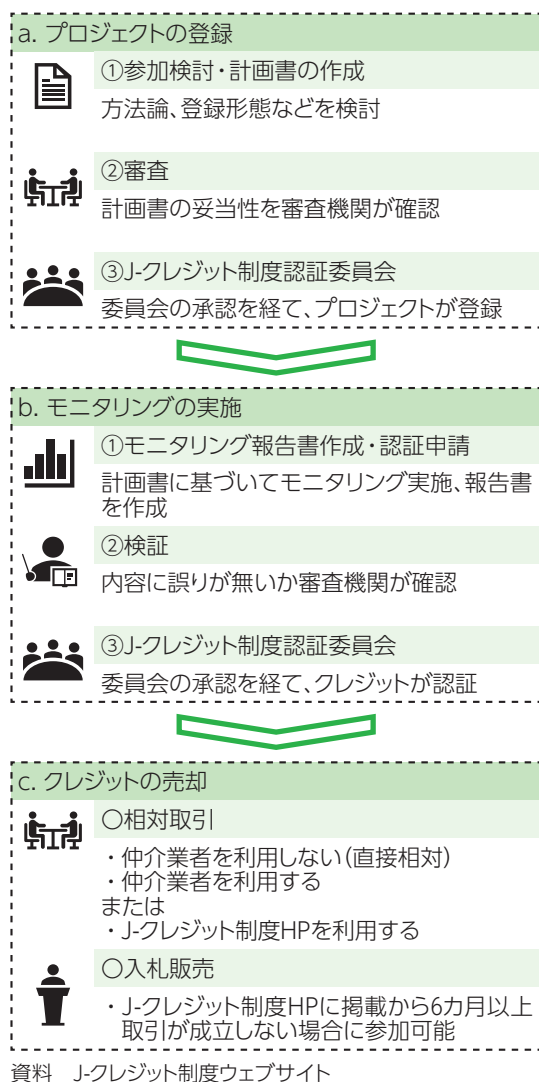 a. プロジェクトの登録
①参加検討・計画書の作成
方法論、登録形態などを検討
②審査
計画書の妥当性を審査機関が確認
③J-クレジット制度認証委員会
委員会の承認を経て、プロジェクトが登録
b. モニタリングの実施
①モニタリング報告書作成・認証申請
計画書に基づいてモニタリング実施、報告書
を作成
②検証
内容に誤りが無いか審査機関が確認
③J-クレジット制度認証委員会
委員会の承認を経て、クレジットが認証
c. クレジットの売却
〇相対取引
・仲介業者を利用しない(直接相対)
・仲介業者を利用する
または
・J-クレジット制度HPを利用する
〇入札販売
・J-クレジット制度HPに掲載から6カ月以上
取引が成立しない場合に参加可能
資料 J-クレジット制度ウェブサイト